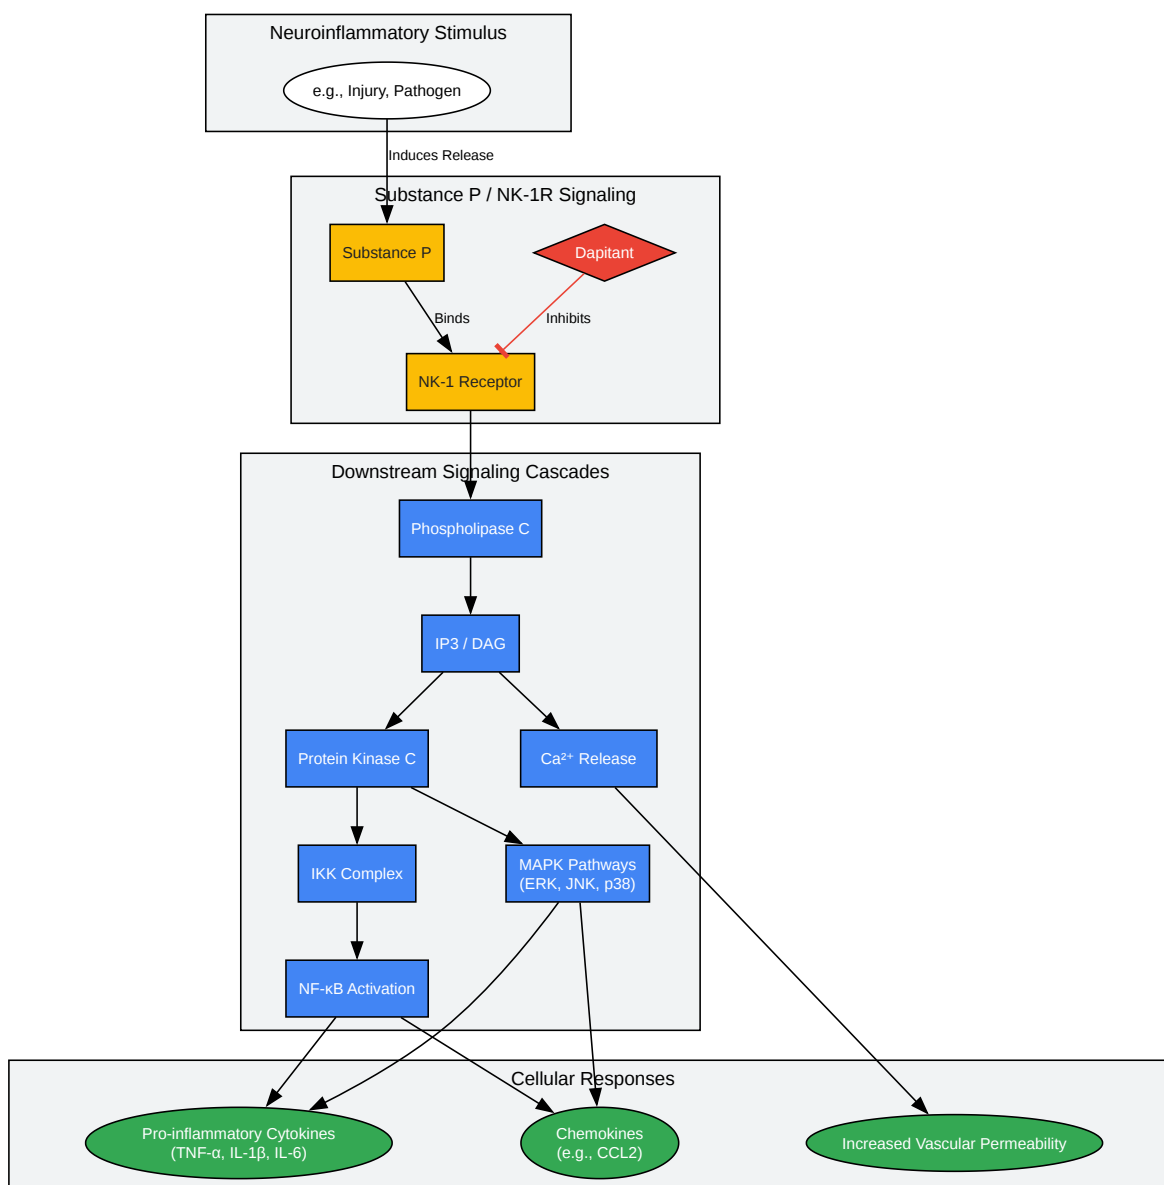 Neuroinflammatory Stimulus
e.g., Injury, Pathogen
Induces Release
Substance P / NK-1R Signaling
Substance P
Dapitant
Binds
Inhibits
NK-1 Receptor
Downstream Signaling Cascades
Phospholipase C
IP3 / DAG
Protein Kinase C
Ca²⁺ Release
IKK Complex
MAPK Pathways
(ERK, JNK, p38)
NF-κB Activation
Cellular Responses
Pro-inflammatory Cytokines
(TNF-α, IL-1β, IL-6)
Chemokines
(e.g., CCL2)
Increased Vascular Permeability